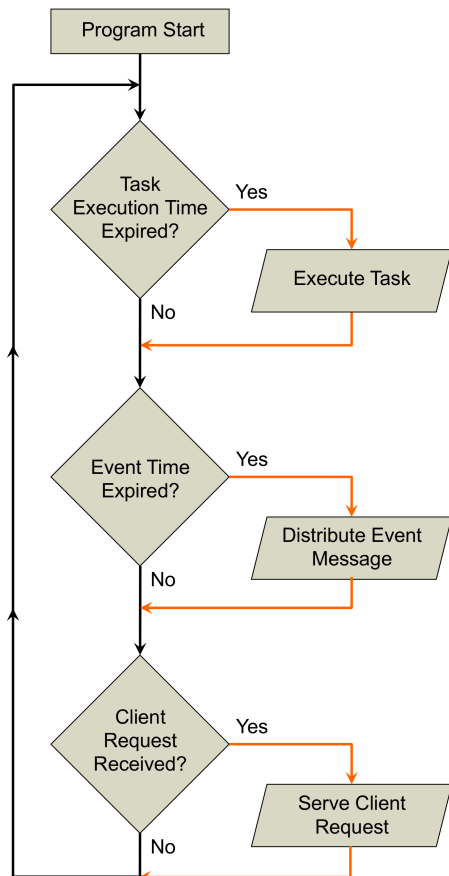 Program Start
Task
Execution Time
Expired?
Yes
Execute Task
No
Event Time
Expired?
Yes
Distribute Event
Message
No
Client
Request
Received?
Yes
Serve Client
Request
No